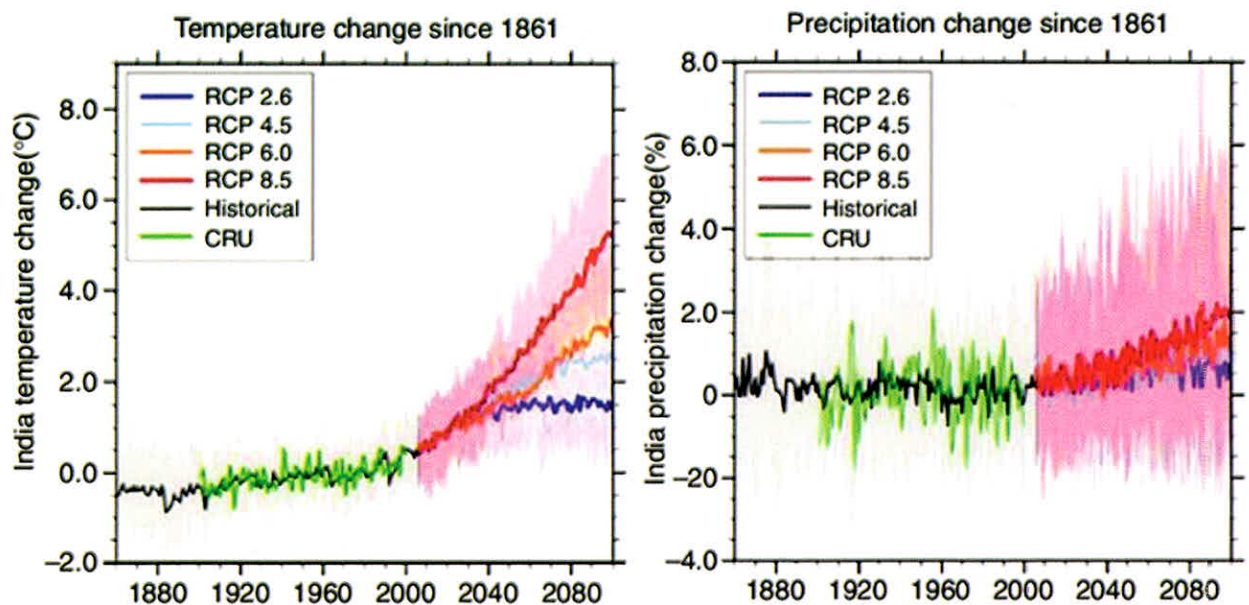 Temperature change since 1861
India temperature change(°C)
8.0
6.0
4.0
2.0
0.0
−2.0
RCP 2.6
RCP 4.5
RCP 6.0
RCP 8.5
Historical
CRU
1880 1920 1960 2000 2040 2080
Precipitation change since 1861
India precipitation change(%)
8.0
6.0
4.0
2.0
0
−20
−4.0
RCP 2.6
RCP 4.5
RCP 6.0
RCP 8.5
Historical
CRU
1880 1920 1960 2000 2040 2080